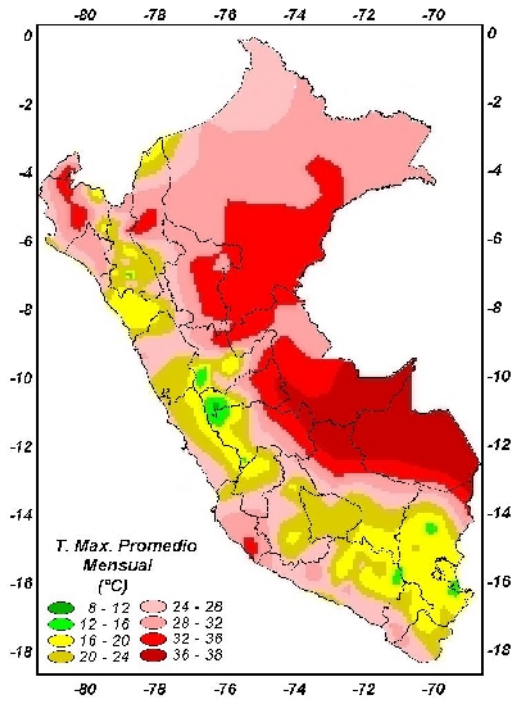 -80 -78 -76 -74 -72 -70
0 0
-2 -2
-4 -4
-6 -6
-8 -8
-10 -10
-12 -12
-14 -14
-16 -16
-18 -18
T. Max. Promedio
Mensual
(°C)
8 - 12 24 - 28
12 - 16 28 - 32
16 - 20 32 - 36
20 - 24 36 - 38
-80 -78 -76 -74 -72 -70